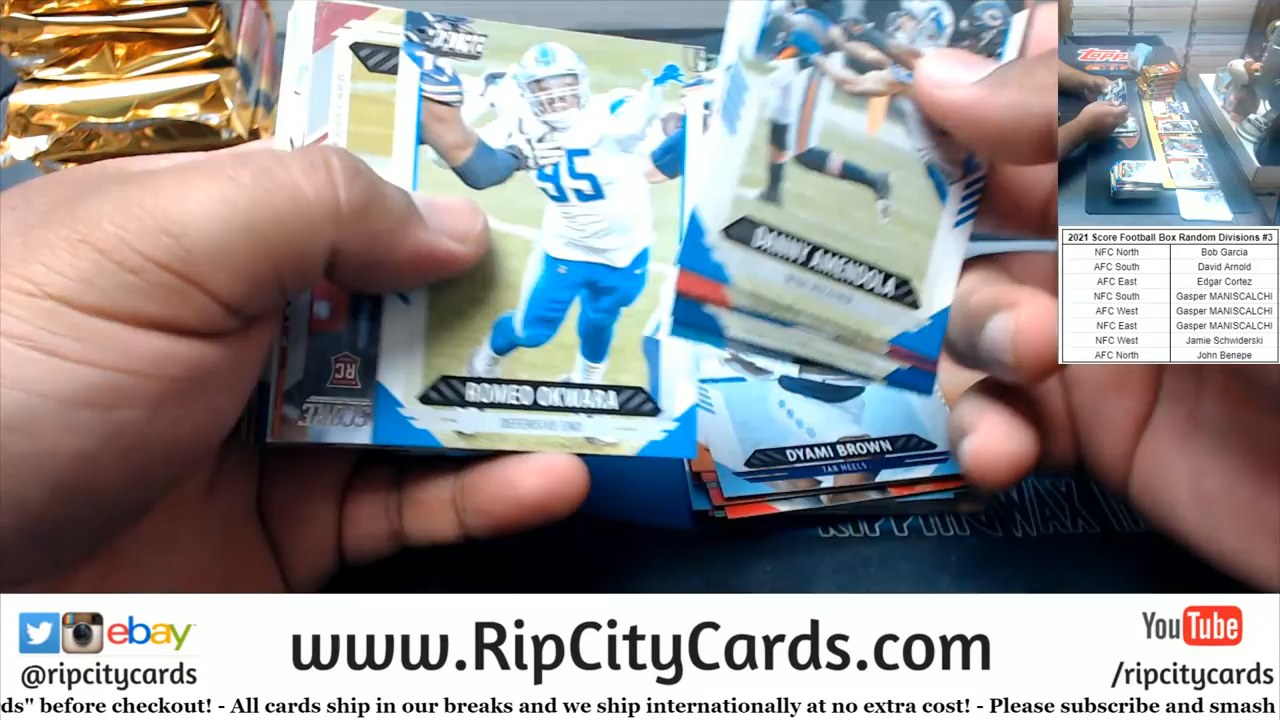 SCORE
95
ROMEO OKWARA
DEFENSIVE END
DANNY AMENDOLA
DYAMI BROWN
TAR HEELS
RC
SCORE
Topps
2021 Score Football Box Random Divisions #3
NFC North Bob Garcia
AFC South David Arnold
AFC East Edgar Cortez
NFC South Gasper MANISCALCHI
AFC West Gasper MANISCALCHI
NFC East Gasper MANISCALCHI
NFC West Jamie Schwiderski
AFC North John Benepe
ebay
@ripcitycards
www.RipCityCards.com
YouTube
/ripcitycards
ds" before checkout! - All cards ship in our breaks and we ship internationally at no extra cost! - Please subscribe and smash